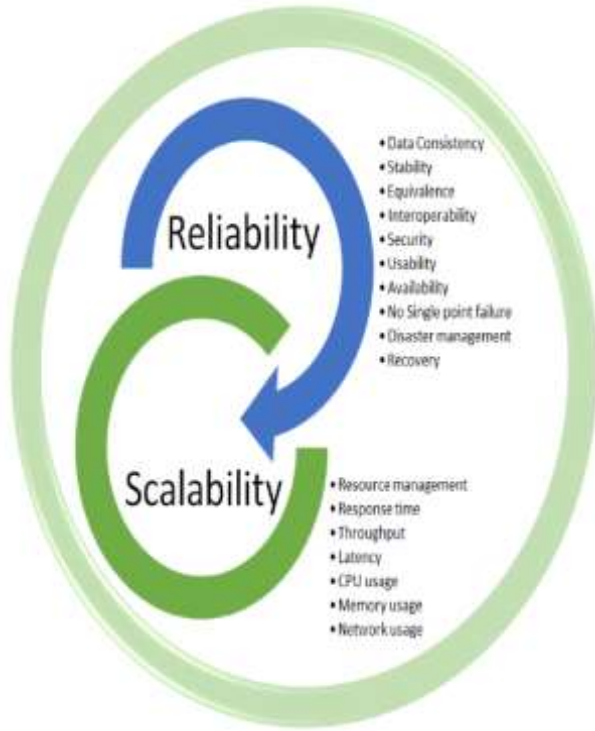 Reliability
• Data Consistency
• Stability
• Equivalence
• Interoperability
• Security
• Usability
• Availability
• No Single point failure
• Disaster management
• Recovery
Scalability
• Resource management
• Response time
• Throughput
• Latency
• CPU usage
• Memory usage
• Network usage